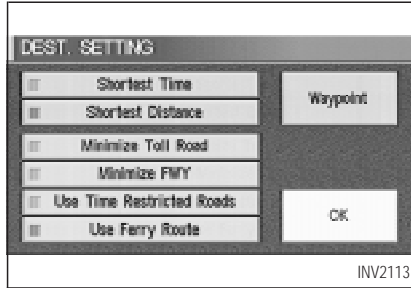 DEST. SETTING
Shortest Time
Shortest Distance
Waypoint
Minimize Toll Road
Minimize FWY
Use Time Restricted Roads
Use Ferry Route
OK
INV2113